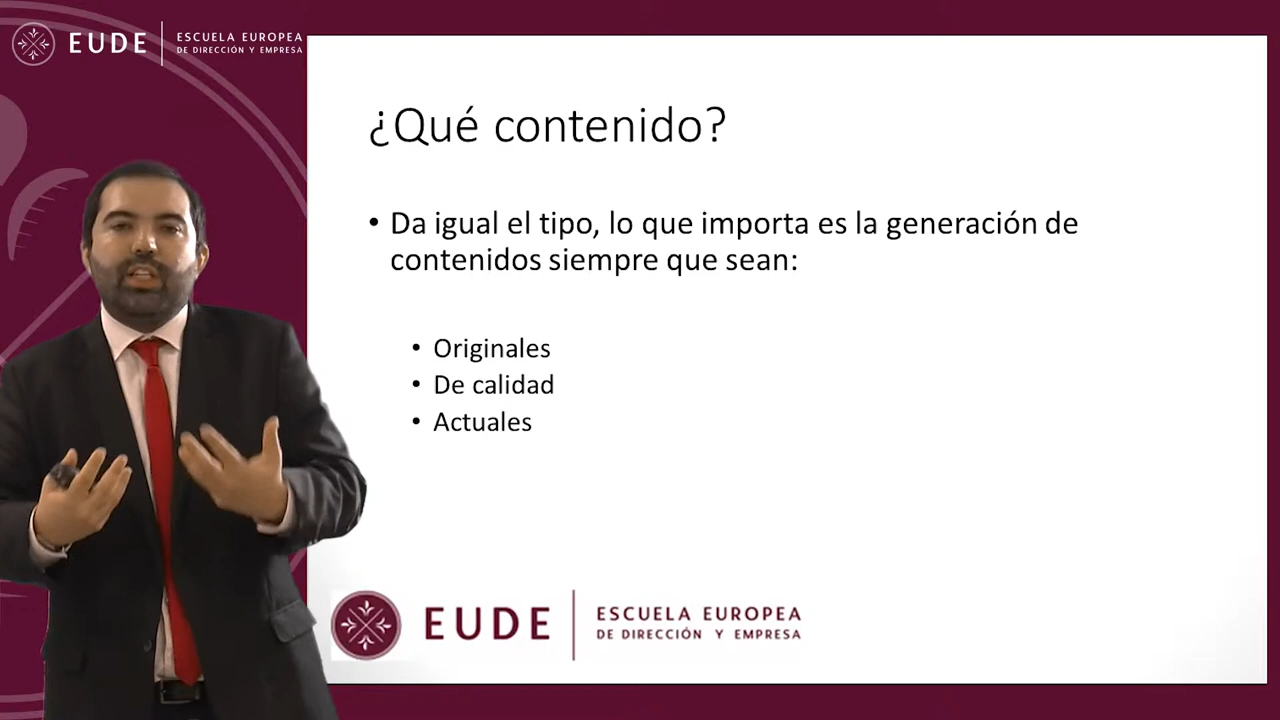 EUDE
ESCUELA EUROPEA
DE DIRECCIÓN Y EMPRESA
¿Qué contenido?
• Da igual el tipo, lo que importa es la generación de
contenidos siempre que sean:
• Originales
• De calidad
• Actuales
EUDE
ESCUELA EUROPEA
DE DIRECCIÓN Y EMPRESA